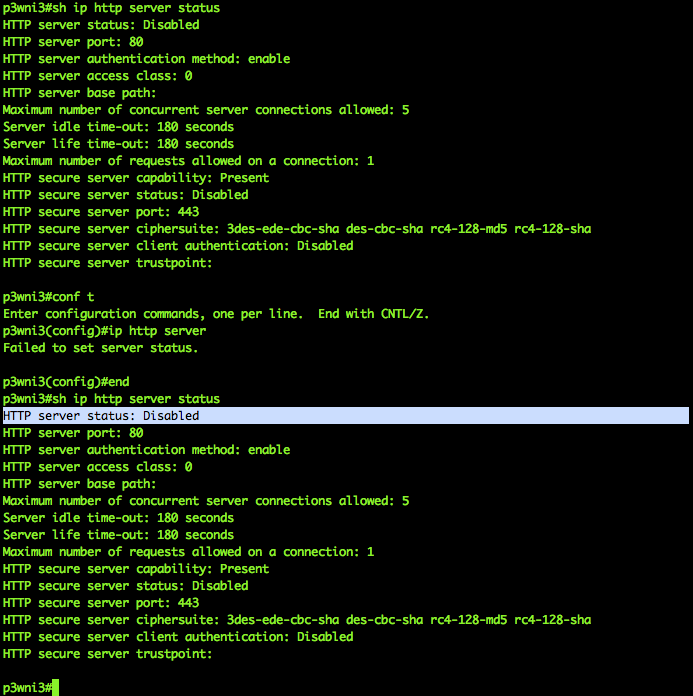 p3wni3#sh ip http server status
HTTP server status: Disabled
HTTP server port: 80
HTTP server authentication method: enable
HTTP server access class: 0
HTTP server base path:
Maximum number of concurrent server connections allowed: 5
Server idle time-out: 180 seconds
Server life time-out: 180 seconds
Maximum number of requests allowed on a connection: 1
HTTP secure server capability: Present
HTTP secure server status: Disabled
HTTP secure server port: 443
HTTP secure server ciphersuite: 3des-ede-cbc-sha des-cbc-sha rc4-128-md5 rc4-128-sha
HTTP secure server client authentication: Disabled
HTTP secure server trustpoint:
p3wni3#conf t
Enter configuration commands, one per line.  End with CNTL/Z.
p3wni3(config)#ip http server
Failed to set server status.
p3wni3(config)#end
p3wni3#sh ip http server status
HTTP server status: Disabled
HTTP server port: 80
HTTP server authentication method: enable
HTTP server access class: 0
HTTP server base path:
Maximum number of concurrent server connections allowed: 5
Server idle time-out: 180 seconds
Server life time-out: 180 seconds
Maximum number of requests allowed on a connection: 1
HTTP secure server capability: Present
HTTP secure server status: Disabled
HTTP secure server port: 443
HTTP secure server ciphersuite: 3des-ede-cbc-sha des-cbc-sha rc4-128-md5 rc4-128-sha
HTTP secure server client authentication: Disabled
HTTP secure server trustpoint:
p3wni3#